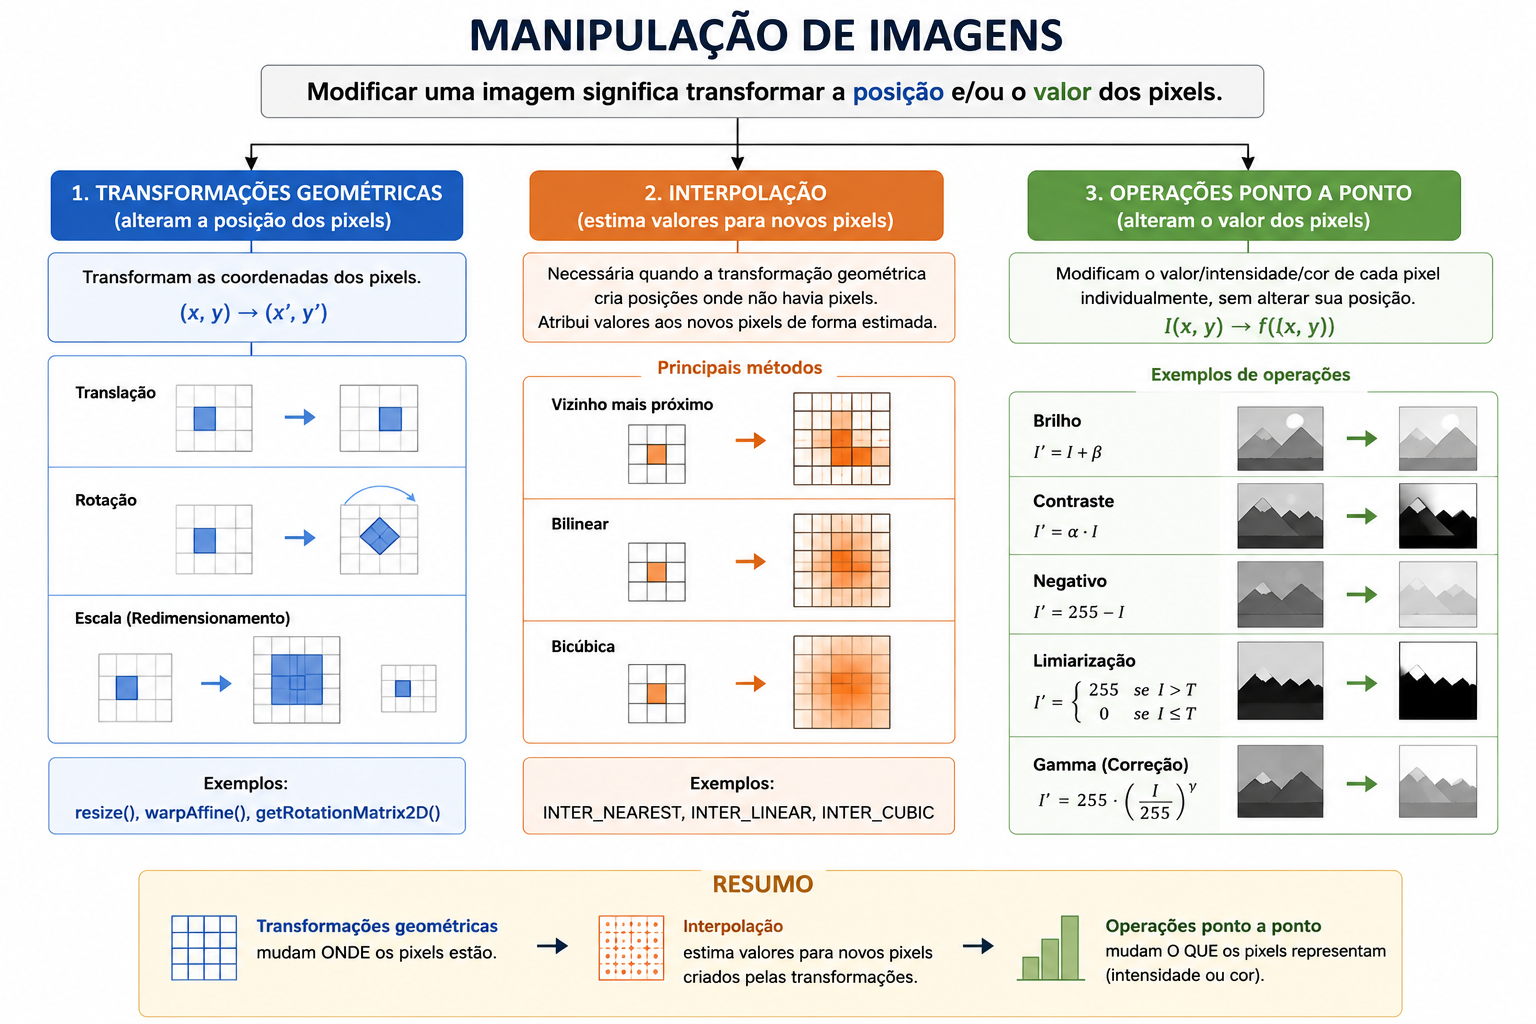 MANIPULAÇÃO DE IMAGENS
Modificar uma imagem significa transformar a posição e/ou o valor dos pixels.
1. TRANSFORMAÇÕES GEOMÉTRICAS
(alteram a posição dos pixels)
Transformam as coordenadas dos pixels.
(x, y) → (x’, y’)
Translação
Rotação
Escala (Redimensionamento)
Exemplos:
resize(), warpAffine(), getRotationMatrix2D()
2. INTERPOLAÇÃO
(estima valores para novos pixels)
Necessária quando a transformação geométrica
cria posições onde não havia pixels.
Atribui valores aos novos pixels de forma estimada.
Principais métodos
Vizinho mais próximo
Bilinear
Bicúbica
Exemplos:
INTER_NEAREST, INTER_LINEAR, INTER_CUBIC
3. OPERAÇÕES PONTO A PONTO
(alteram o valor dos pixels)
Modificam o valor/intensidade/cor de cada pixel
individualmente, sem alterar sua posição.
I(x, y) → f(I(x, y))
Exemplos de operações
Brilho
I′ = I + β
Contraste
I′ = α · I
Negativo
I′ = 255 − I
Limiarização
I′ = { 255 se I > T
0 se I ≤ T
Gamma (Correção)
I′ = 255 · (I / 255)^γ
RESUMO
Transformações geométricas
mudam ONDE os pixels estão.
Interpolação
estima valores para novos pixels
criados pelas transformações.
Operações ponto a ponto
mudam O QUE os pixels representam
(intensidade ou cor).